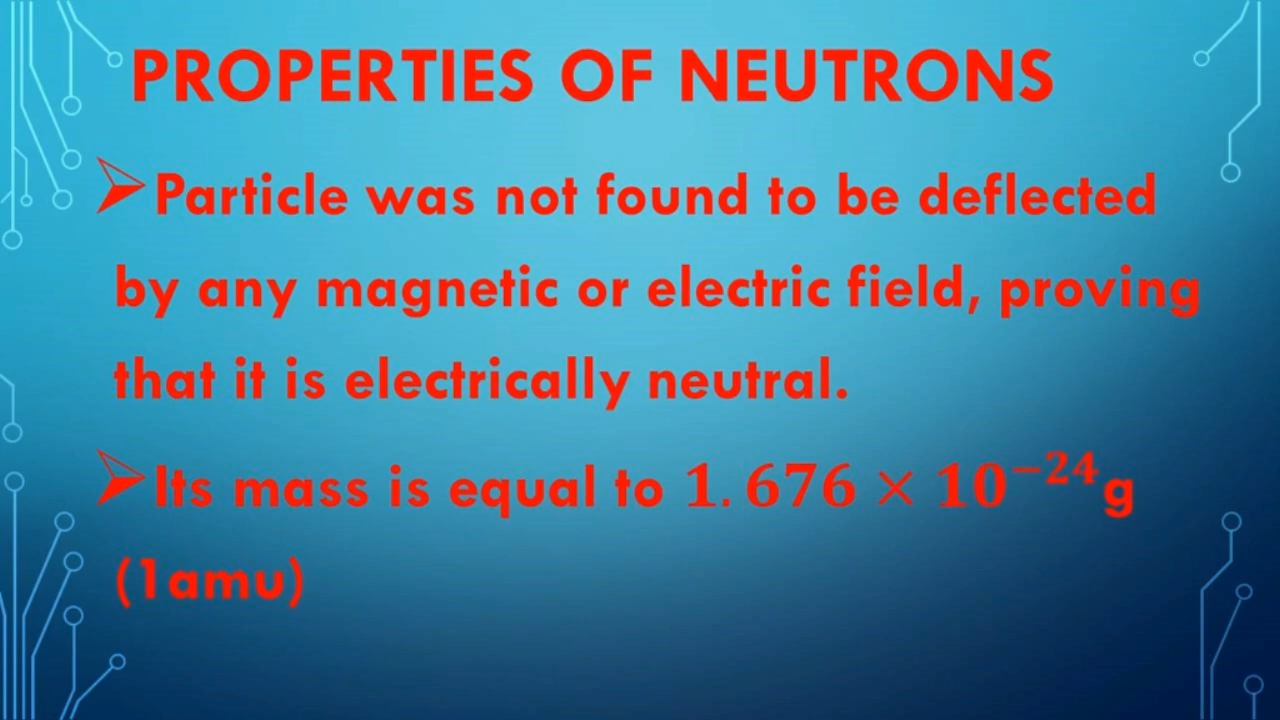 PROPERTIES OF NEUTRONS
➢Particle was not found to be deflected
by any magnetic or electric field, proving
that it is electrically neutral.
➢Its mass is equal to 1.676 × 10⁻²⁴g
(1amu)